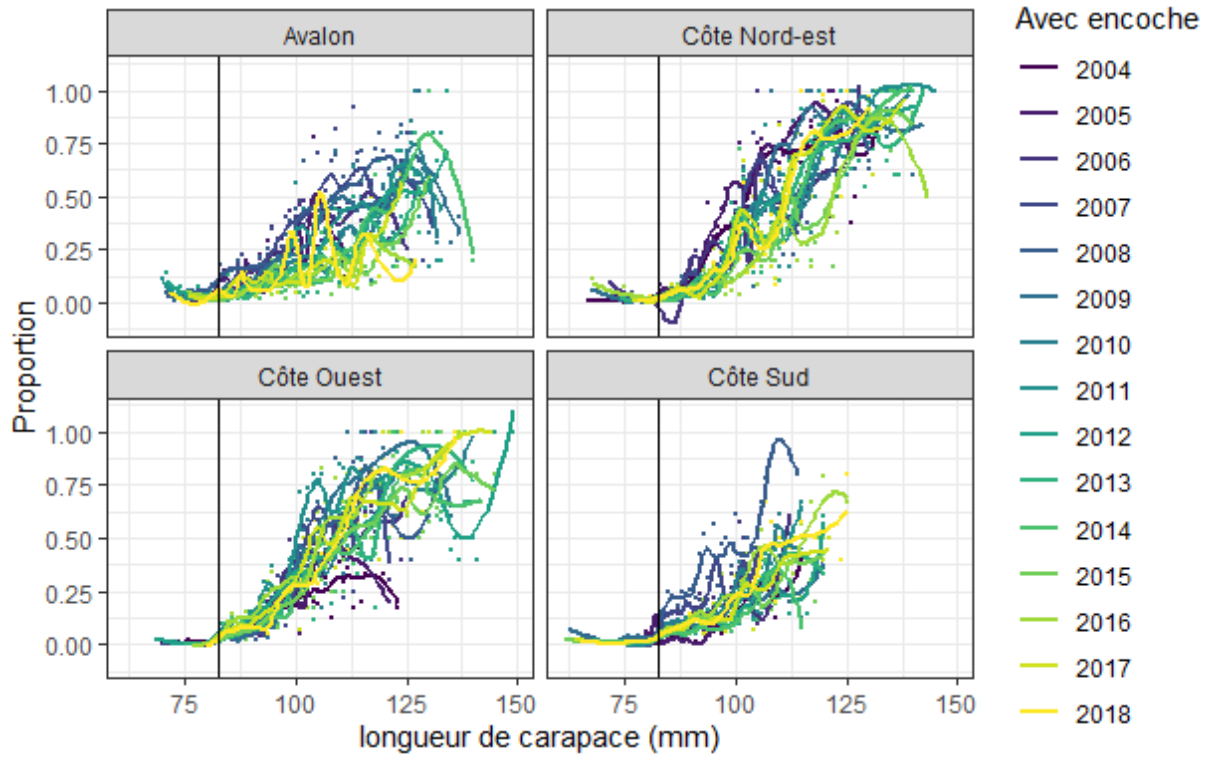 Avalon
Côte Nord-est
1.00
0.75
0.50
0.25
0.00
Côte Ouest
Côte Sud
1.00
0.75
0.50
0.25
0.00
75 100 125 150
75 100 125 150
Proportion
longueur de carapace (mm)
Avec encoche
2004
2005
2006
2007
2008
2009
2010
2011
2012
2013
2014
2015
2016
2017
2018